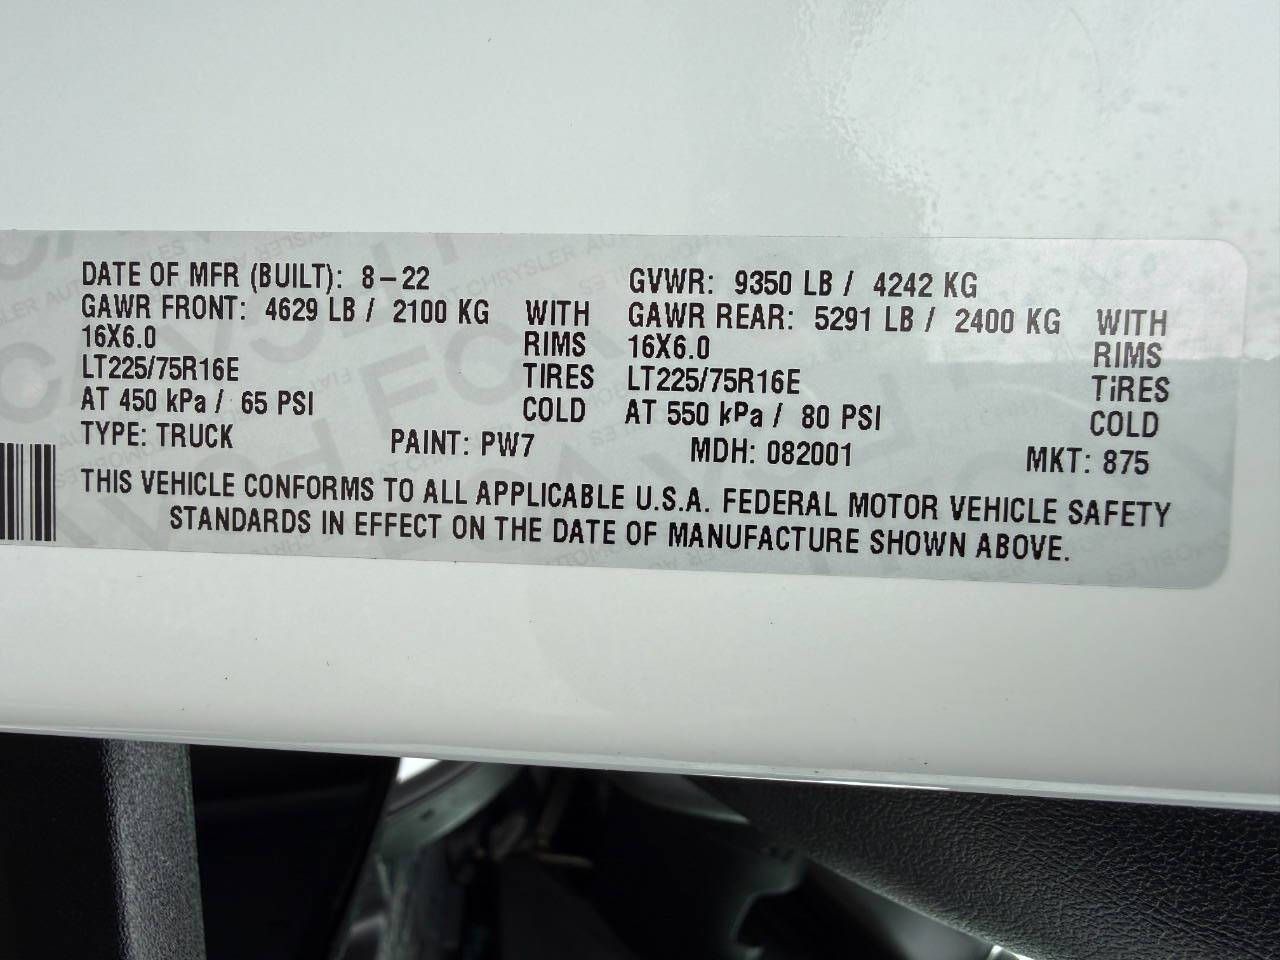 DATE OF MFR (BUILT): 8-22 GVWR: 9350 LB / 4242 KG
GAWR FRONT: 4629 LB / 2100 KG WITH GAWR REAR: 5291 LB / 2400 KG WITH
16X6.0 RIMS 16X6.0 RIMS
LT225/75R16E TIRES LT225/75R16E TiRES
AT 450 kPa / 65 PSI COLD AT 550 kPa / 80 PSI COLD
TYPE: TRUCK PAINT: PW7 MDH: 082001 MKT: 875
THIS VEHICLE CONFORMS TO ALL APPLICABLE U.S.A. FEDERAL MOTOR VEHICLE SAFETY
STANDARDS IN EFFECT ON THE DATE OF MANUFACTURE SHOWN ABOVE.